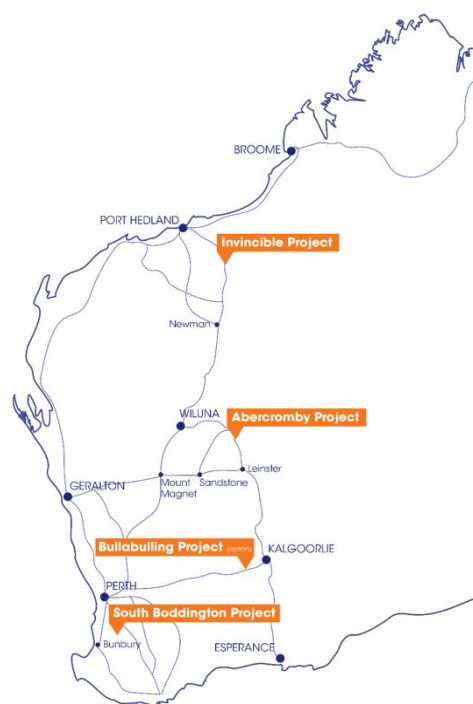 BROOME
PORT HEDLAND
Invincible Project
Newman
WILUNA
Abercromby Project
Leinster
Mount
Magnet
Sandstone
GERALTON
Bullabulling Project (option)
KALGOORLIE
PERTH
South Boddington Project
Bunbury
ESPERANCE